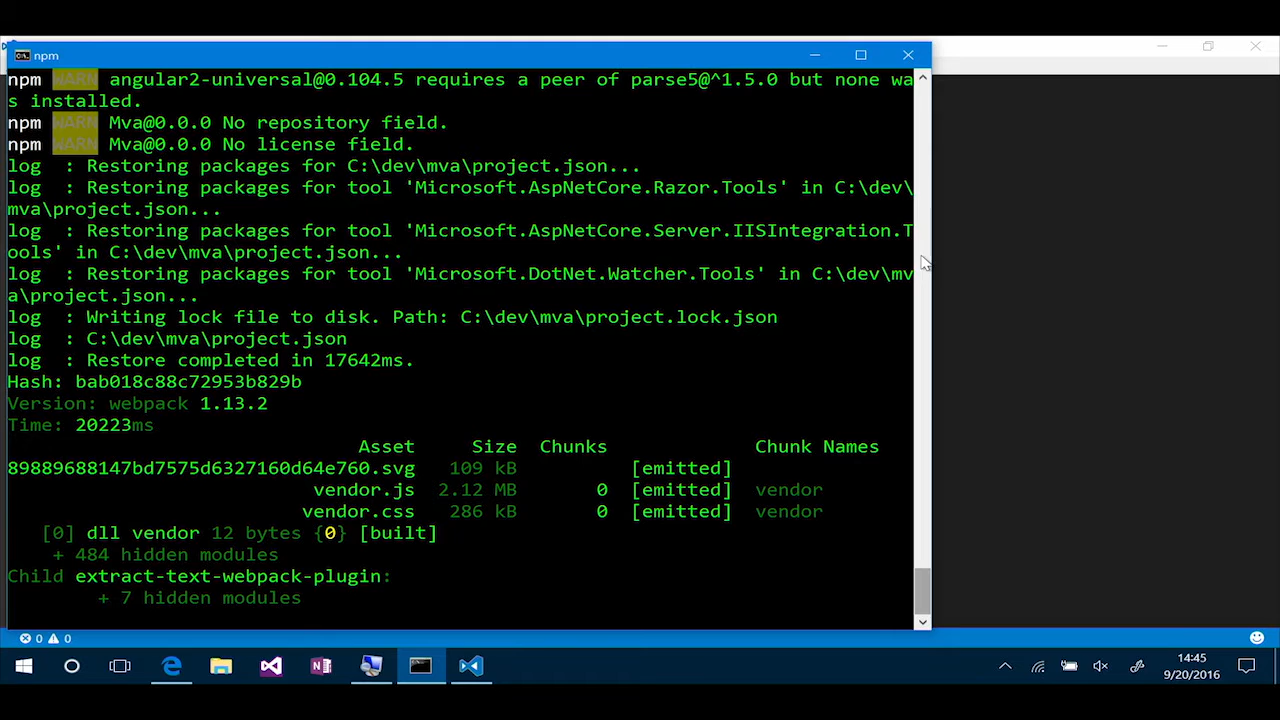 npm
npm WARN angular2-universal@0.104.5 requires a peer of parse5@^1.5.0 but none wa
s installed.
npm WARN Mva@0.0.0 No repository field.
npm WARN Mva@0.0.0 No license field.
log  : Restoring packages for C:\dev\mva\project.json...
log  : Restoring packages for tool 'Microsoft.AspNetCore.Razor.Tools' in C:\dev\
mva\project.json...
log  : Restoring packages for tool 'Microsoft.AspNetCore.Server.IISIntegration.T
ools' in C:\dev\mva\project.json...
log  : Restoring packages for tool 'Microsoft.DotNet.Watcher.Tools' in C:\dev\mv
a\project.json...
log  : Writing lock file to disk. Path: C:\dev\mva\project.lock.json
log  : C:\dev\mva\project.json
log  : Restore completed in 17642ms.
Hash: bab018c88c72953b829b
Version: webpack 1.13.2
Time: 20223ms
Asset Size Chunks Chunk Names
89889688147bd7575d6327160d64e760.svg 109 kB [emitted]
vendor.js 2.12 MB 0 [emitted] vendor
vendor.css 286 kB 0 [emitted] vendor
[0] dll vendor 12 bytes {0} [built]
+ 484 hidden modules
Child extract-text-webpack-plugin:
+ 7 hidden modules
0 0
14:45
9/20/2016